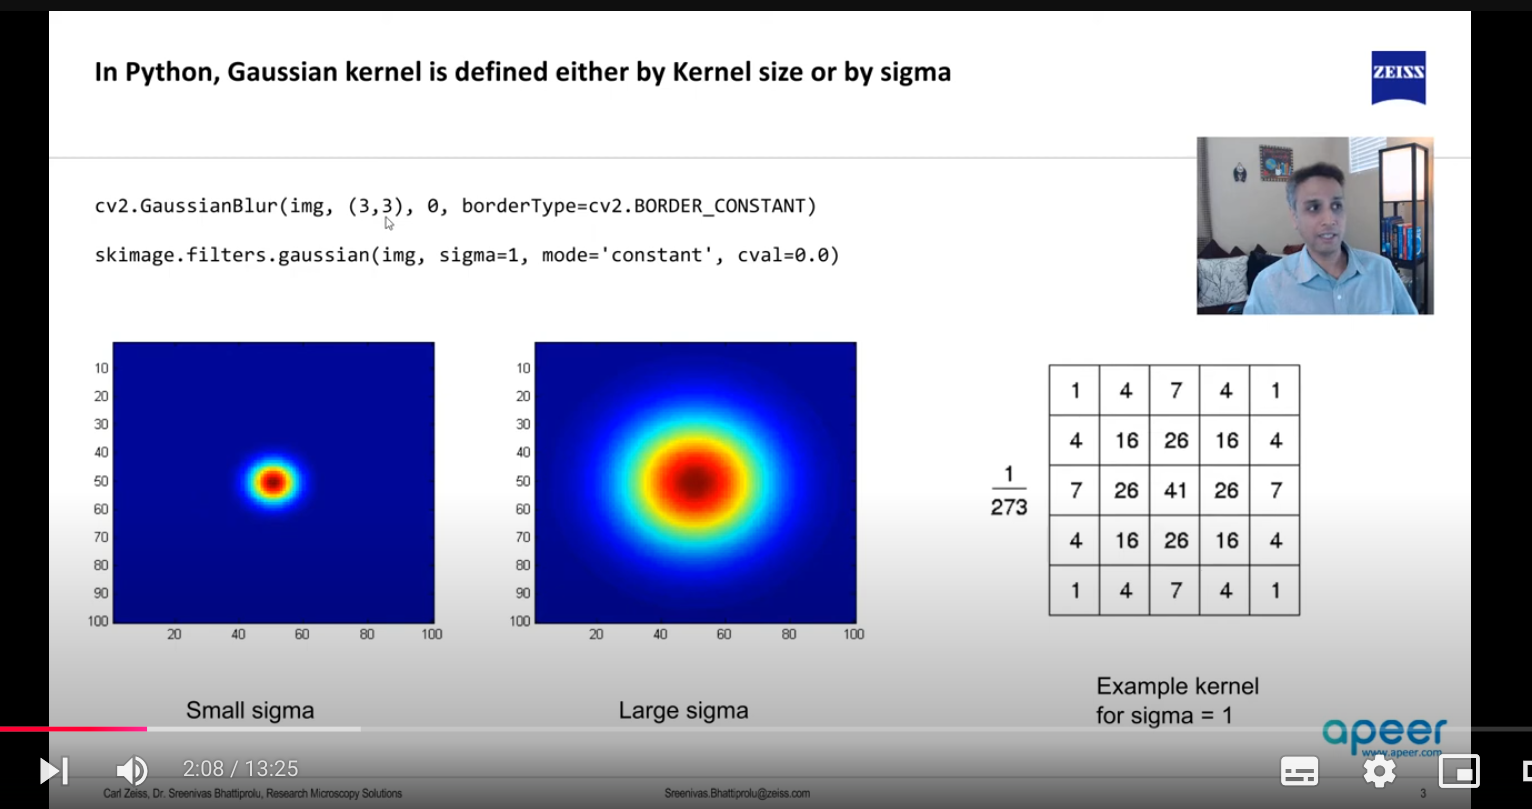 In Python, Gaussian kernel is defined either by Kernel size or by sigma
ZEISS
cv2.GaussianBlur(img, (3,3), 0, borderType=cv2.BORDER_CONSTANT)
skimage.filters.gaussian(img, sigma=1, mode='constant', cval=0.0)
10
20
30
40
50
60
70
80
90
100
20 40 60 80 100
Small sigma
10
20
30
40
50
60
70
80
90
100
20 40 60 80 100
Large sigma
1
273
1 4 7 4 1
4 16 26 16 4
7 26 41 26 7
4 16 26 16 4
1 4 7 4 1
Example kernel
for sigma = 1
apeer
www.apeer.com
2:08 / 13:25
Carl Zeiss, Dr. Sreenivas Bhattiprolu, Research Microscopy Solutions
Sreenivas.Bhattiprolu@zeiss.com
3